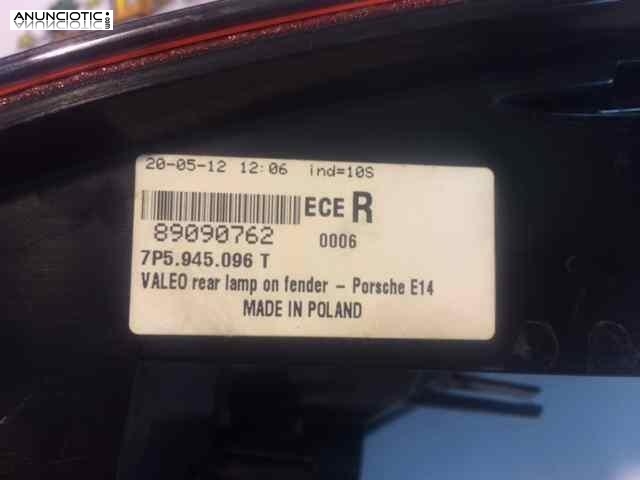 ANUNCIOTIC.com
20-05-12 12:06 ind=10S
ECE R
89090762 0006
7P5.945.096 T
VALEO rear lamp on fender - Porsche E14
MADE IN POLAND